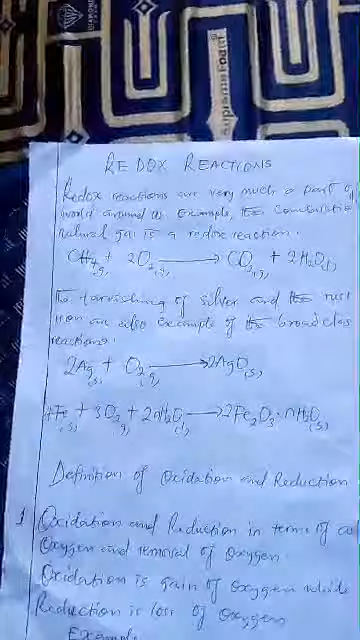 DIAMOND
SupremeFoam
REDOX REACTIONS
Redox reactions are very much a part of
world around us Example, the combustion
natural gas is a redox reaction.
CH₄(g) + 2O₂(g) → CO₂(g) + 2H₂O(l)
The tarnishing of silver and the rust
iron are also example of the broad class
reactions.
2Ag(s) + O₂(g) → 2AgO(s)
4Fe(s) + 3O₂(g) + 2nH₂O(l) → 2Fe₂O₃·nH₂O(s)
Definition of Oxidation and Reduction
1 Oxidation and Reduction in terms of
Oxygen and removal of Oxygen.
Oxidation is gain of oxygen while
Reduction is loss of oxygen
Example